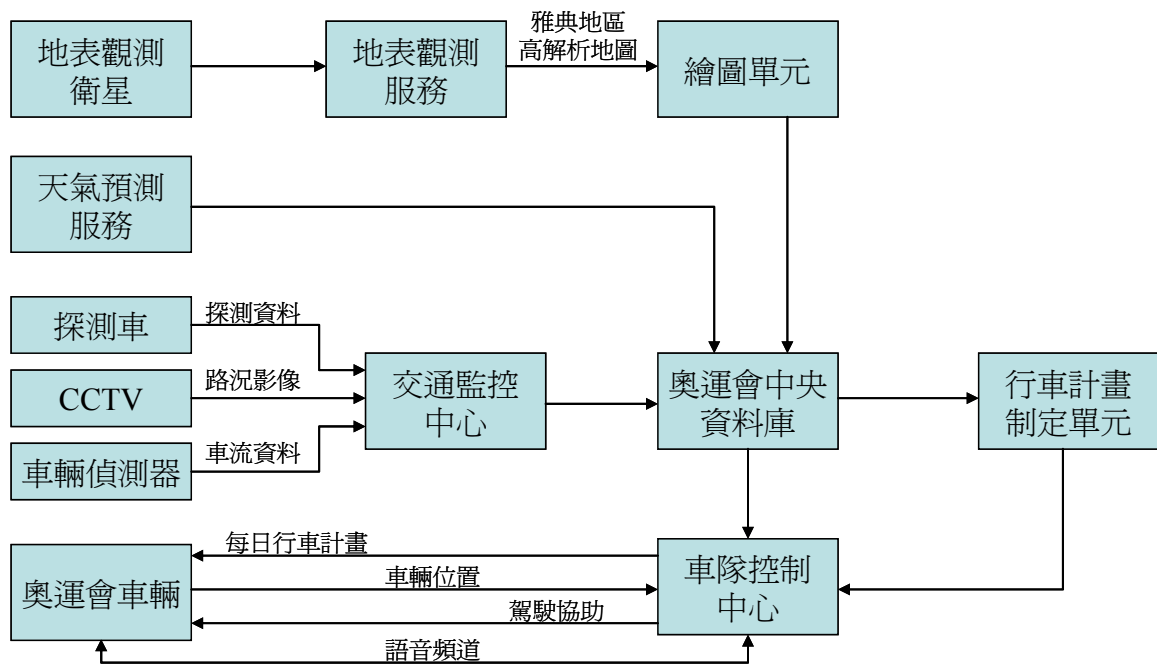 地表觀測
衛星
地表觀測
服務
雅典地區
高解析地圖
繪圖單元
天氣預測
服務
探測車
探測資料
CCTV
路況影像
車輛偵測器
車流資料
交通監控
中心
奧運會中央
資料庫
行車計畫
制定單元
奧運會車輛
每日行車計畫
車輛位置
駕駛協助
語音頻道
車隊控制
中心